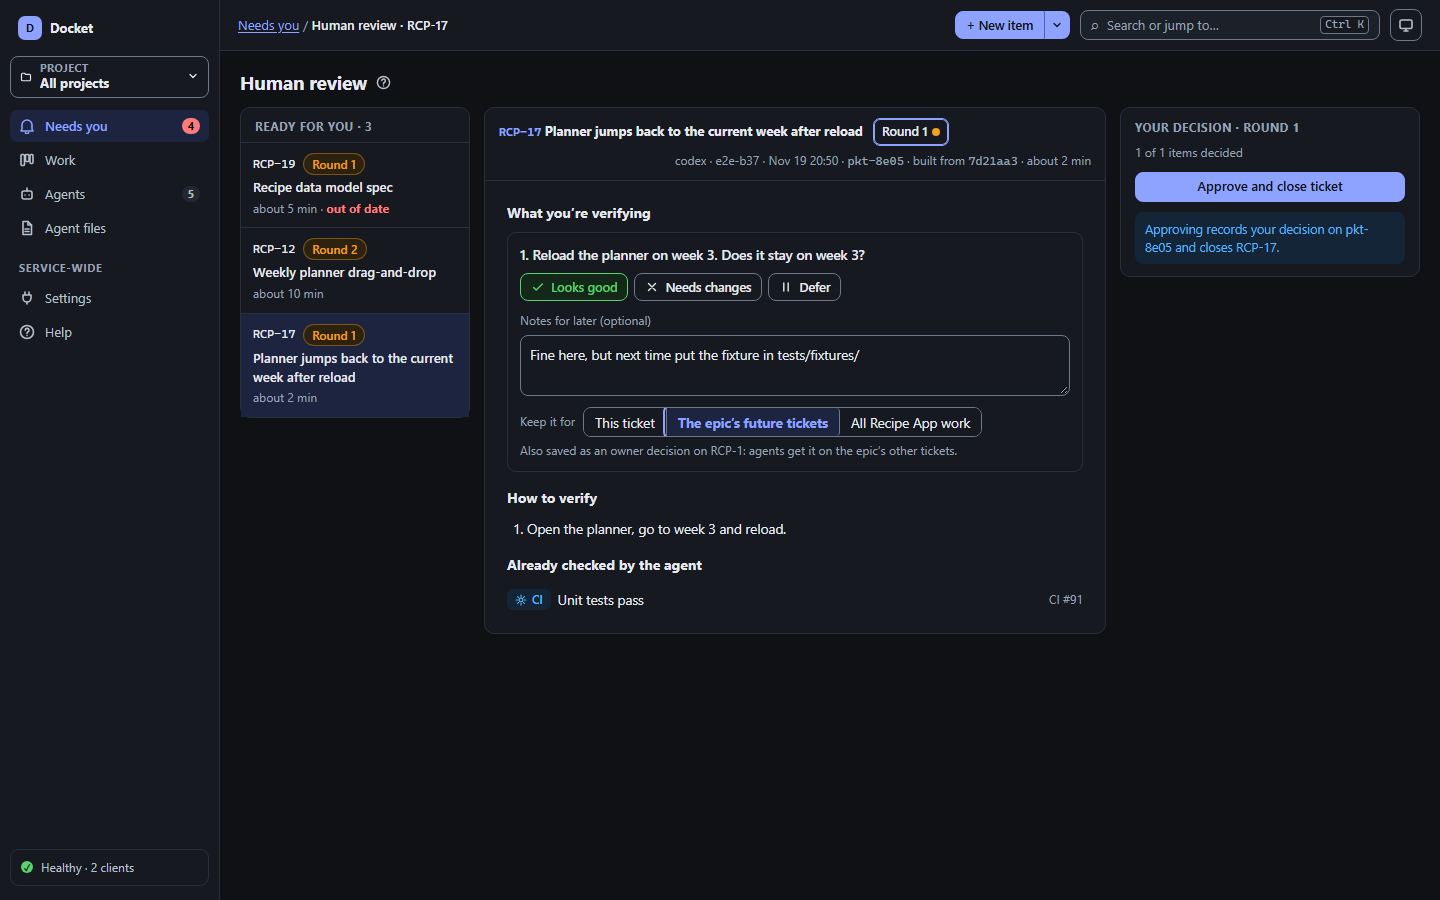 D Docket
PROJECT
All projects
Needs you 4
Work
Agents 5
Agent files
SERVICE-WIDE
Settings
Help
Healthy · 2 clients
Needs you / Human review · RCP-17
+ New item
Search or jump to... Ctrl K
Human review
READY FOR YOU · 3
RCP-19 Round 1
Recipe data model spec
about 5 min · out of date
RCP-12 Round 2
Weekly planner drag-and-drop
about 10 min
RCP-17 Round 1
Planner jumps back to the current
week after reload
about 2 min
RCP-17 Planner jumps back to the current week after reload Round 1
codex · e2e-b37 · Nov 19 20:50 · pkt-8e05 · built from 7d21aa3 · about 2 min
What you're verifying
1. Reload the planner on week 3. Does it stay on week 3?
Looks good Needs changes Defer
Notes for later (optional)
Fine here, but next time put the fixture in tests/fixtures/
Keep it for This ticket The epic's future tickets All Recipe App work
Also saved as an owner decision on RCP-1: agents get it on the epic's other tickets.
How to verify
1. Open the planner, go to week 3 and reload.
Already checked by the agent
CI Unit tests pass CI #91
YOUR DECISION · ROUND 1
1 of 1 items decided
Approve and close ticket
Approving records your decision on pkt-
8e05 and closes RCP-17.